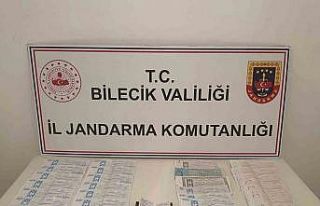 T.C.
BİLECİK VALİLİĞİ
İL JANDARMA KOMUTANLIĞI